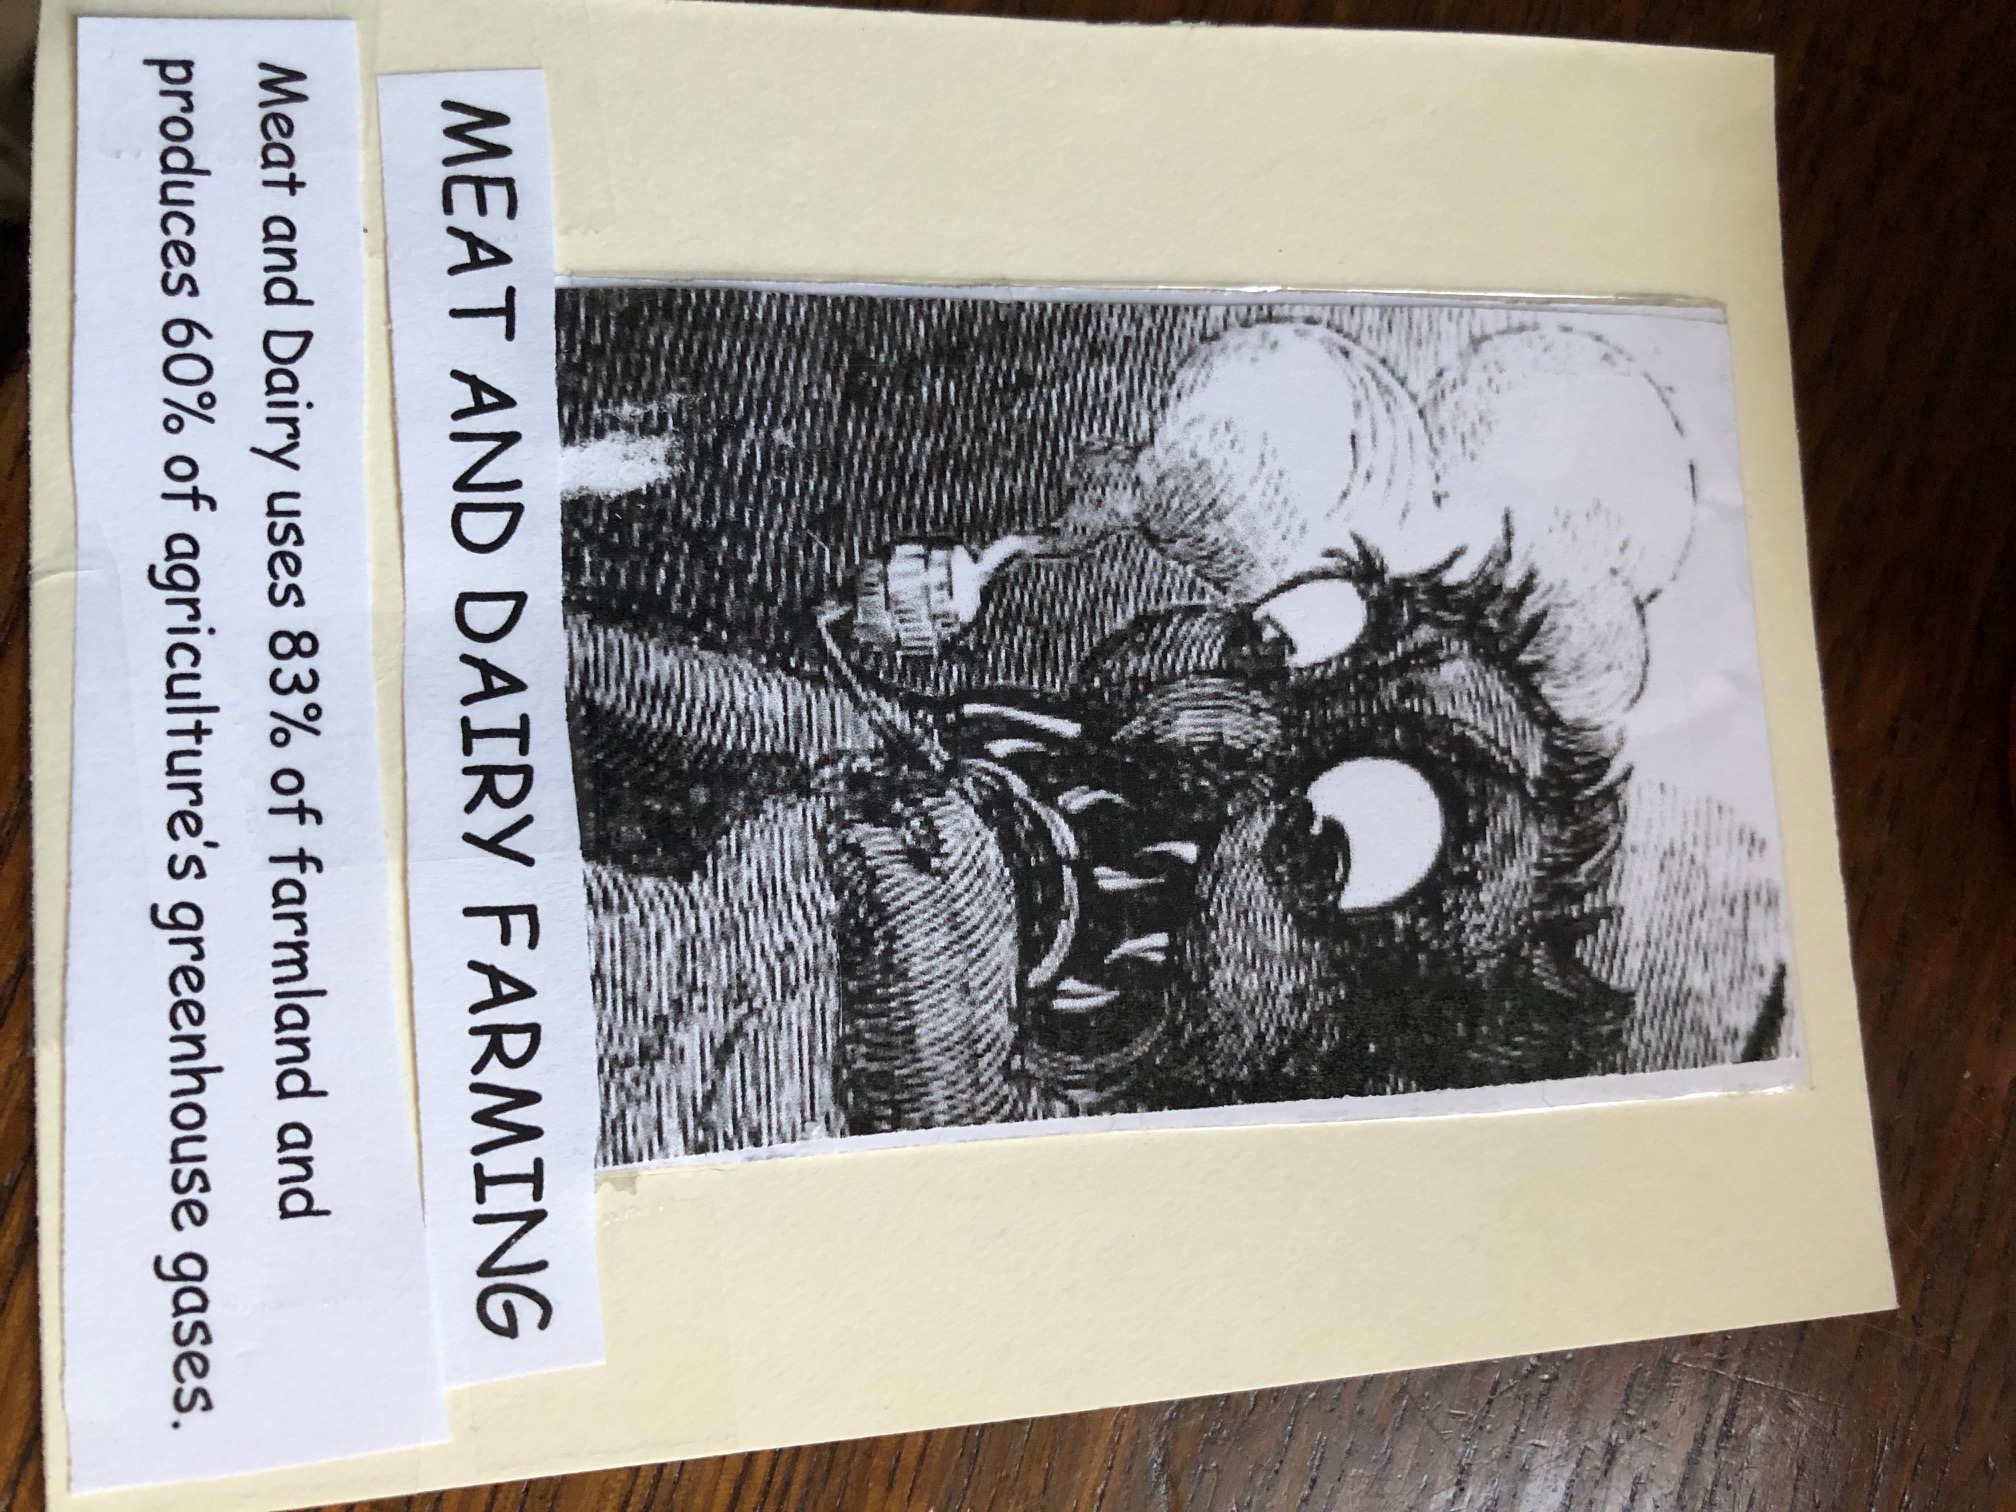 MEAT AND DAIRY FARMING
Meat and Dairy uses 83% of farmland and
produces 60% of agriculture's greenhouse gases.